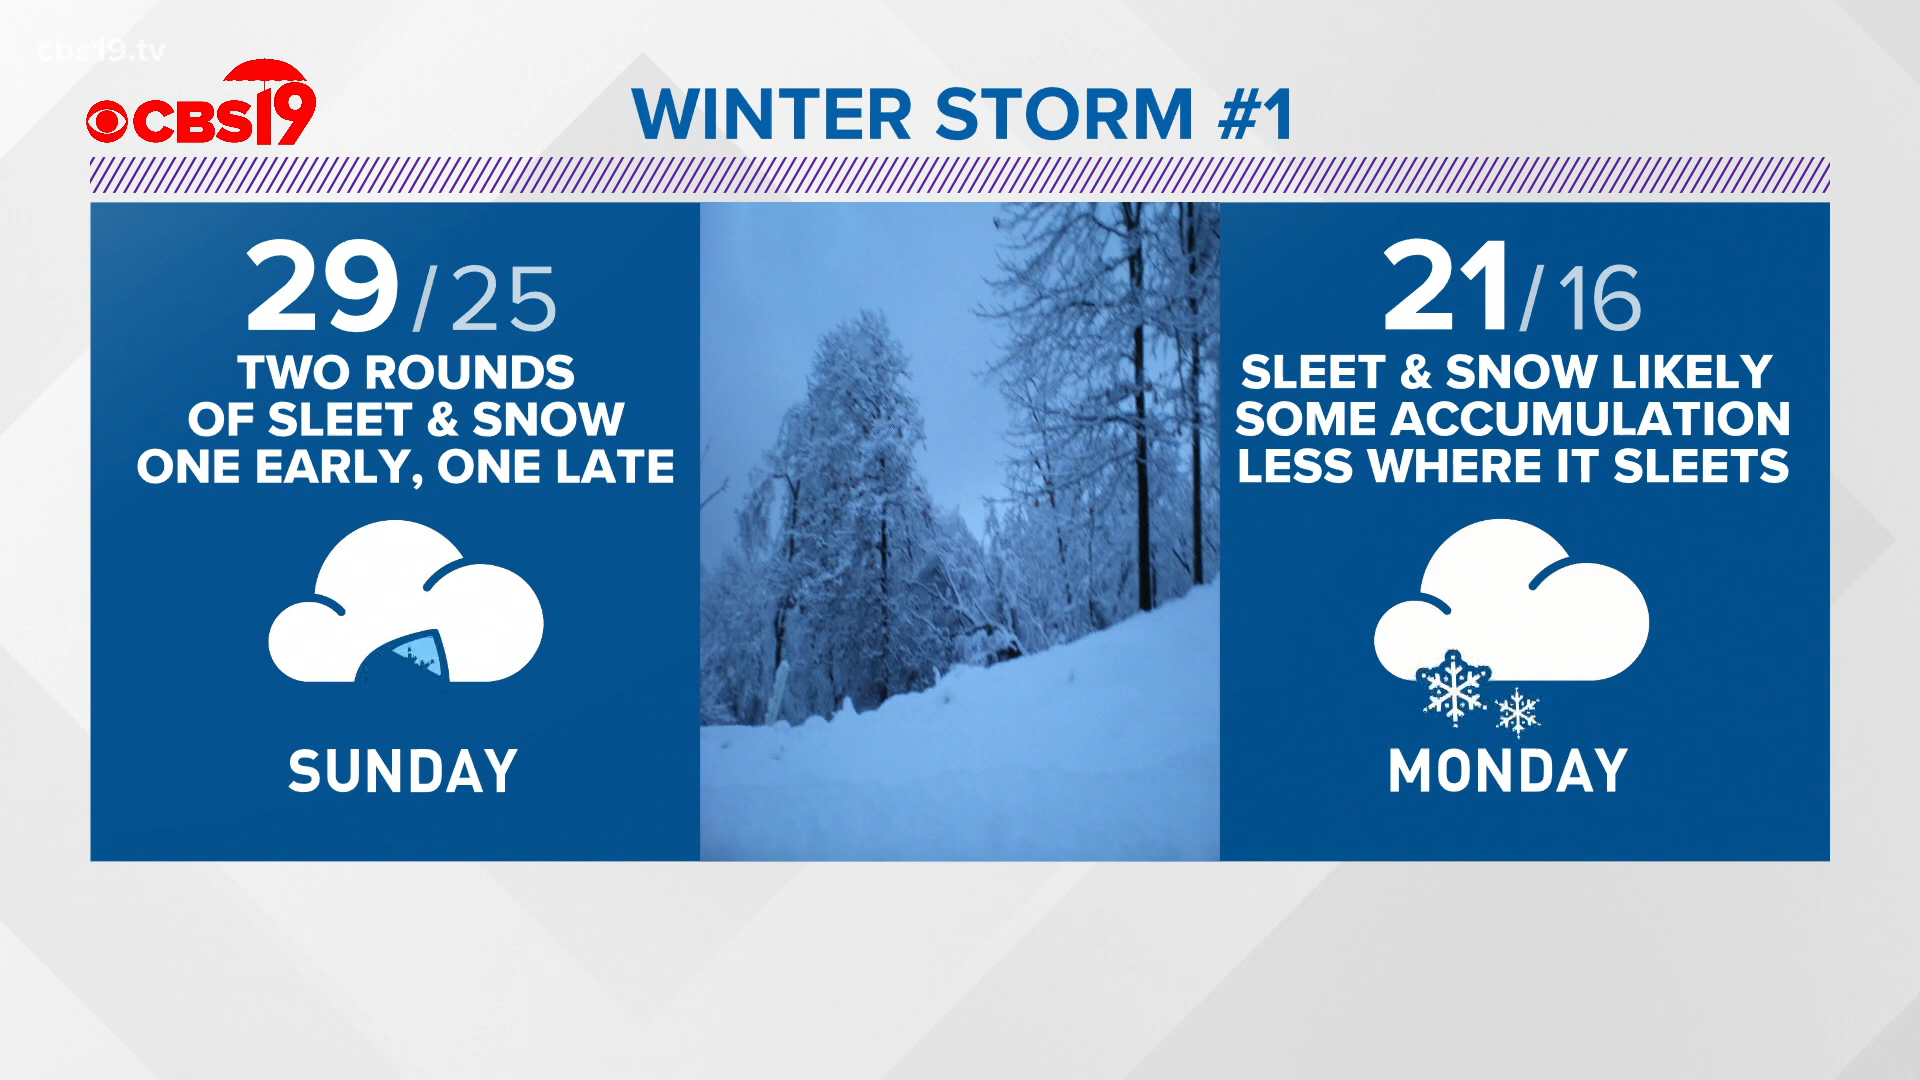 cbs19.tv
CBS19
WINTER STORM #1
29/25
TWO ROUNDS
OF SLEET & SNOW
ONE EARLY, ONE LATE
SUNDAY
21/16
SLEET & SNOW LIKELY
SOME ACCUMULATION
LESS WHERE IT SLEETS
MONDAY